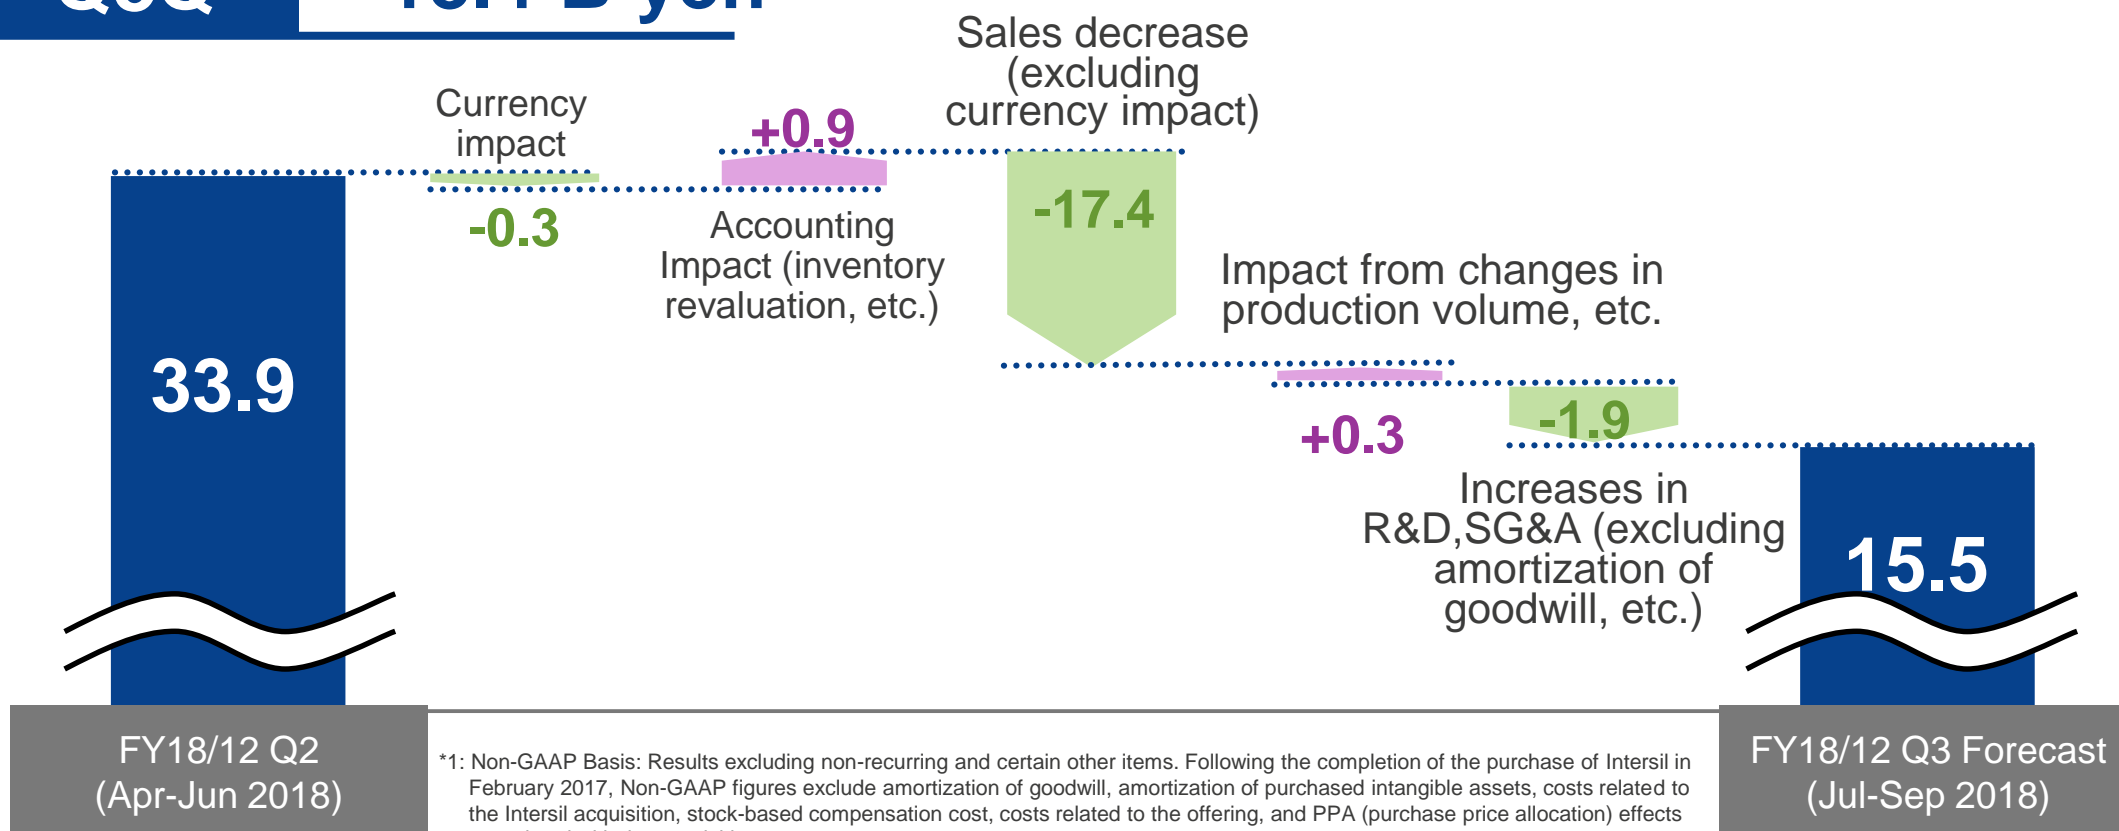 B yen
Sales decrease
(excluding
currency impact)
Currency
impact
+0.9
-0.3
Accounting
Impact (inventory
revaluation, etc.)
-17.4
Impact from changes in
production volume, etc.
33.9
+0.3
-1.9
Increases in
R&D,SG&A (excluding
amortization of
goodwill, etc.)
15.5
FY18/12 Q2
(Apr-Jun 2018)
*1: Non-GAAP Basis: Results excluding non-recurring and certain other items. Following the completion of the purchase of Intersil in
February 2017, Non-GAAP figures exclude amortization of goodwill, amortization of purchased intangible assets, costs related to
the Intersil acquisition, stock-based compensation cost, costs related to the offering, and PPA (purchase price allocation) effects
FY18/12 Q3 Forecast
(Jul-Sep 2018)